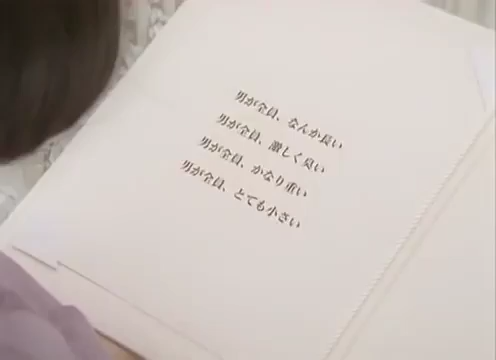 男が全員、なんか良い
男が全員、激しく臭い
男が全員、かなり重い
男が全員、とても小さい